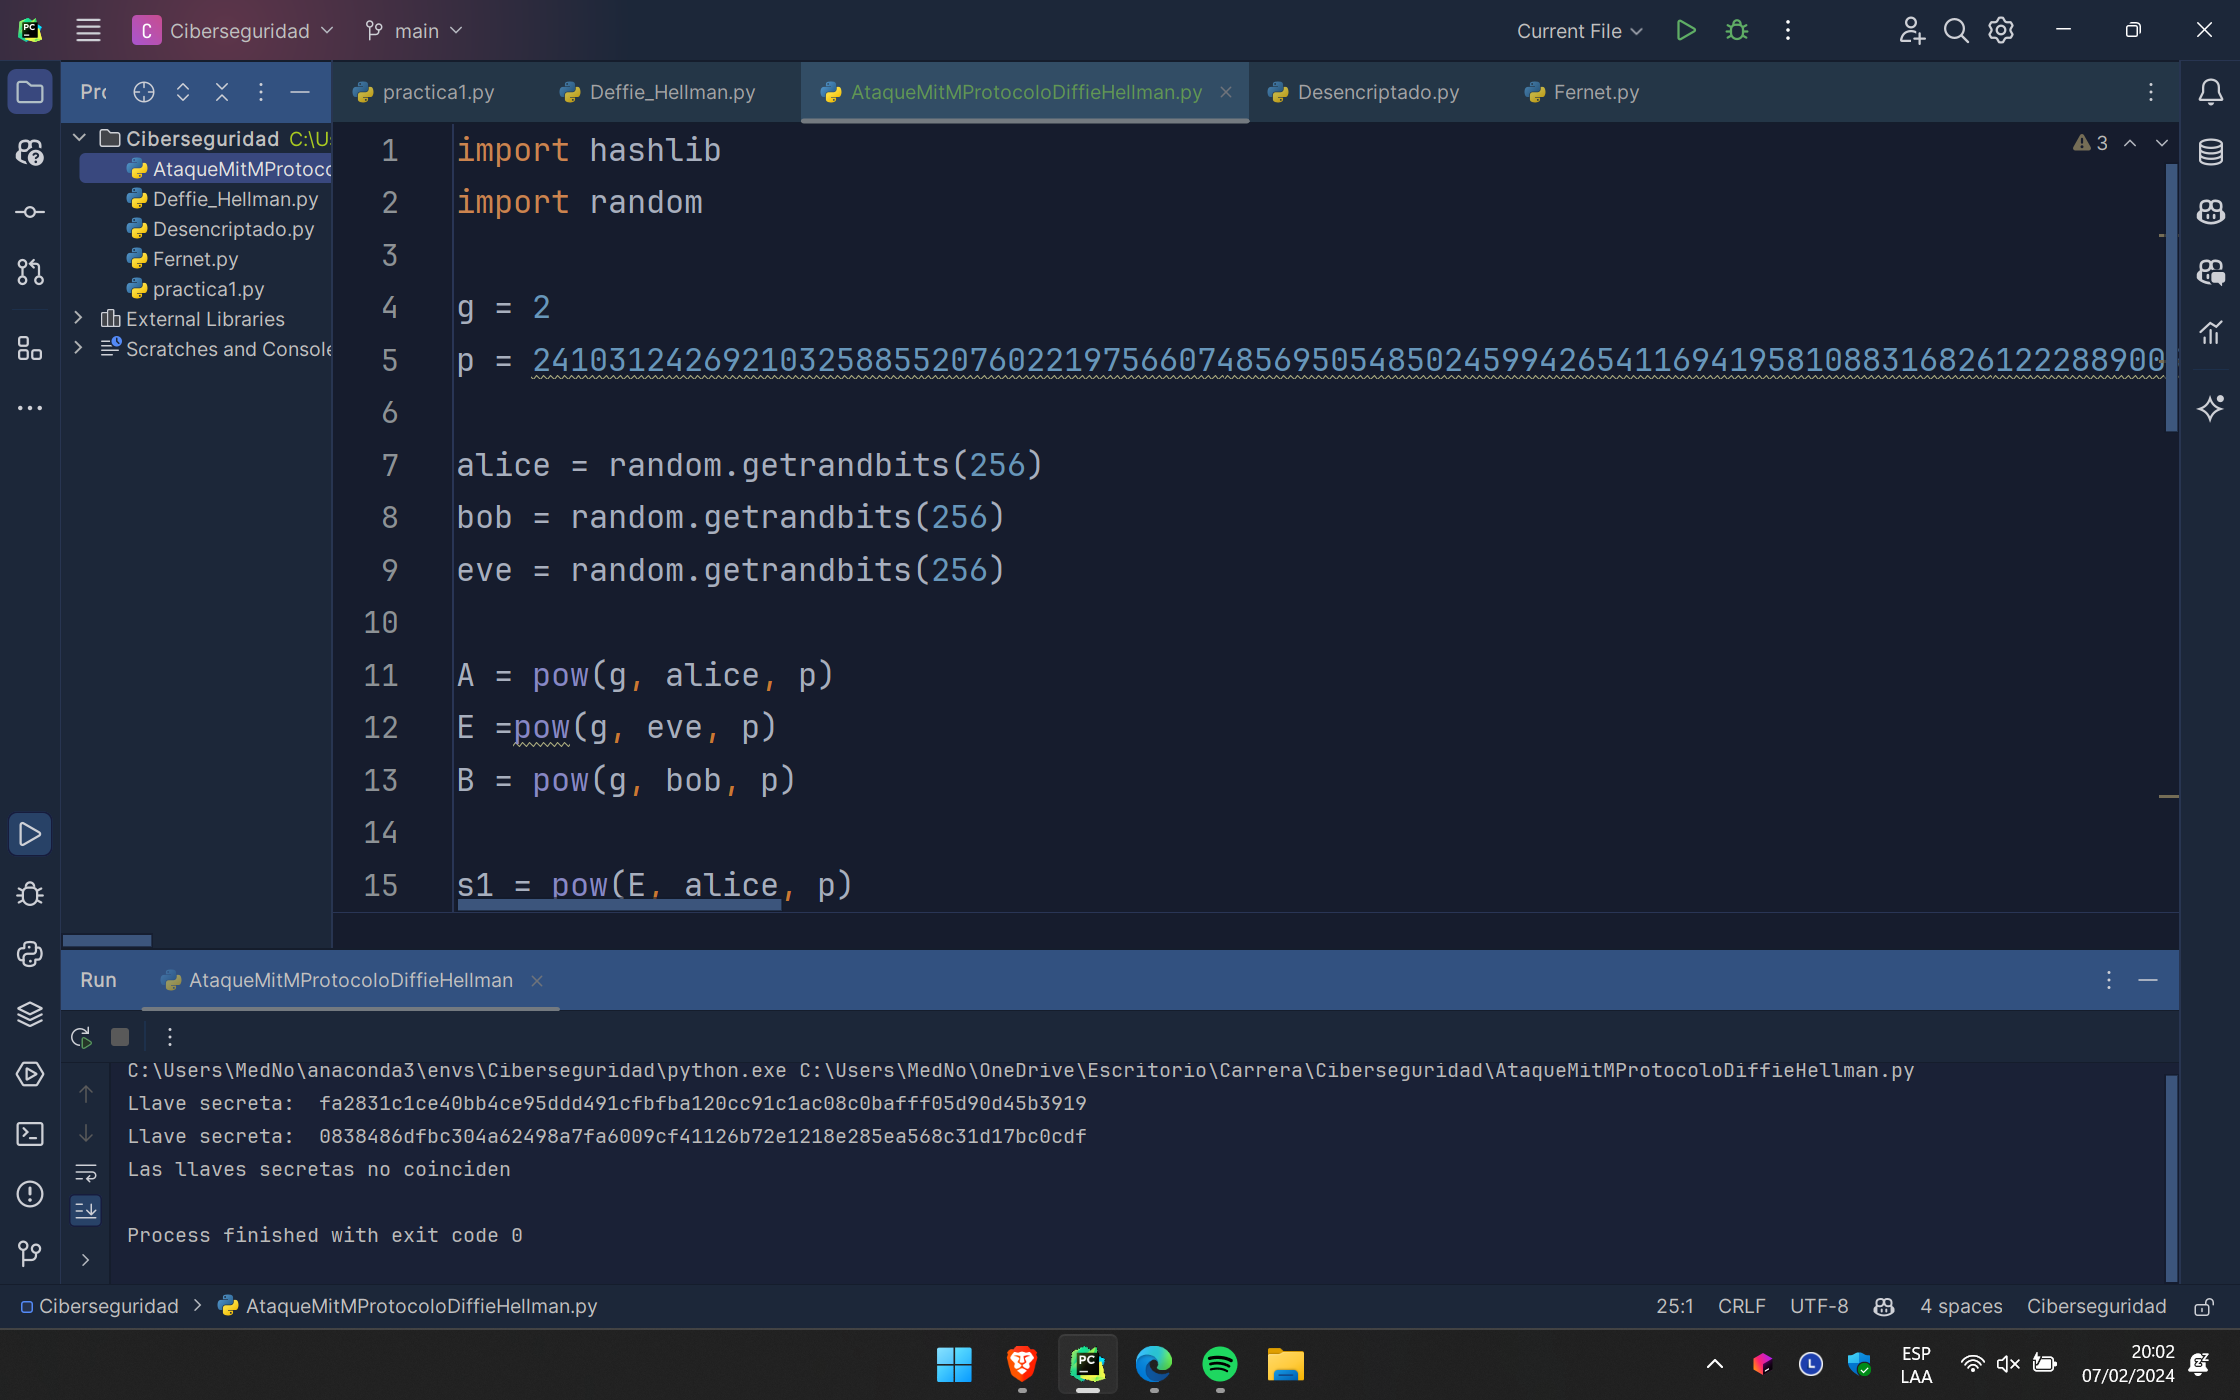 C Ciberseguridad main Current File
Pro
practica1.py Deffie_Hellman.py AtaqueMitMProtocoloDiffieHellman.py Desencriptado.py Fernet.py
Ciberseguridad C:\Us
AtaqueMitMProtoco
Deffie_Hellman.py
Desencriptado.py
Fernet.py
practica1.py
External Libraries
Scratches and Console
3
1 import hashlib
2 import random
3
4 g = 2
5 p = 24103124269210325885520760221975660748569505485024599426541169419581088316826122288900
6
7 alice = random.getrandbits(256)
8 bob = random.getrandbits(256)
9 eve = random.getrandbits(256)
10
11 A = pow(g, alice, p)
12 E =pow(g, eve, p)
13 B = pow(g, bob, p)
14
15 s1 = pow(E, alice, p)
Run AtaqueMitMProtocoloDiffieHellman
C:\Users\MedNo\anaconda3\envs\Ciberseguridad\python.exe C:\Users\MedNo\OneDrive\Escritorio\Carrera\Ciberseguridad\AtaqueMitMProtocoloDiffieHellman.py
Llave secreta:  fa2831c1ce40bb4ce95ddd491cfbfba120cc91c1ac08c0bafff05d90d45b3919
Llave secreta:  0838486dfbc304a62498a7fa6009cf41126b72e1218e285ea568c31d17bc0cdf
Las llaves secretas no coinciden
Process finished with exit code 0
Ciberseguridad > AtaqueMitMProtocoloDiffieHellman.py 25:1 CRLF UTF-8 4 spaces Ciberseguridad
ESP
LAA
20:02
07/02/2024